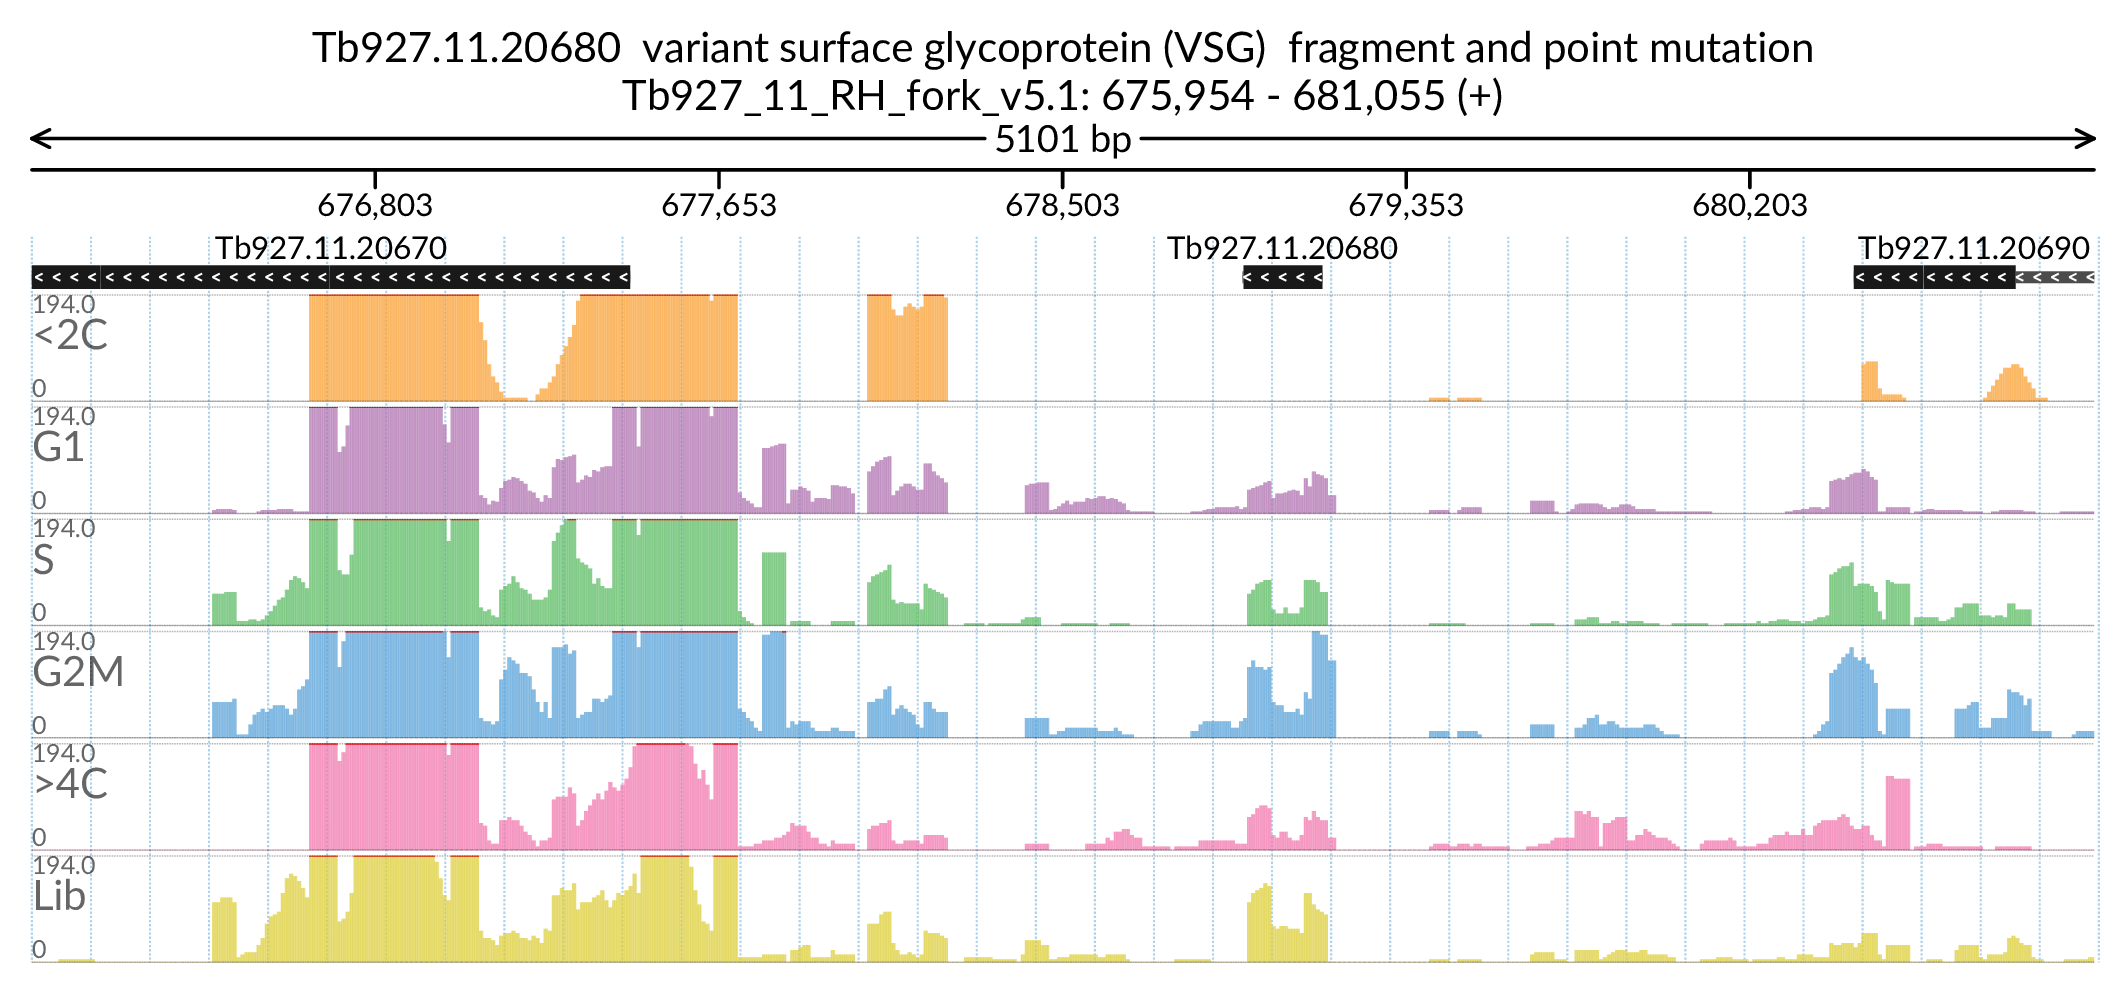 Tb927.11.20680 variant surface glycoprotein (VSG) fragment and point mutation
Tb927_11_RH_fork_v5.1: 675,954 - 681,055 (+)
5101 bp
676,803 677,653 678,503 679,353 680,203
Tb927.11.20670 Tb927.11.20680 Tb927.11.20690
194.0
<2C
0
194.0
G1
0
194.0
S
0
194.0
G2M
0
194.0
>4C
0
194.0
Lib
0